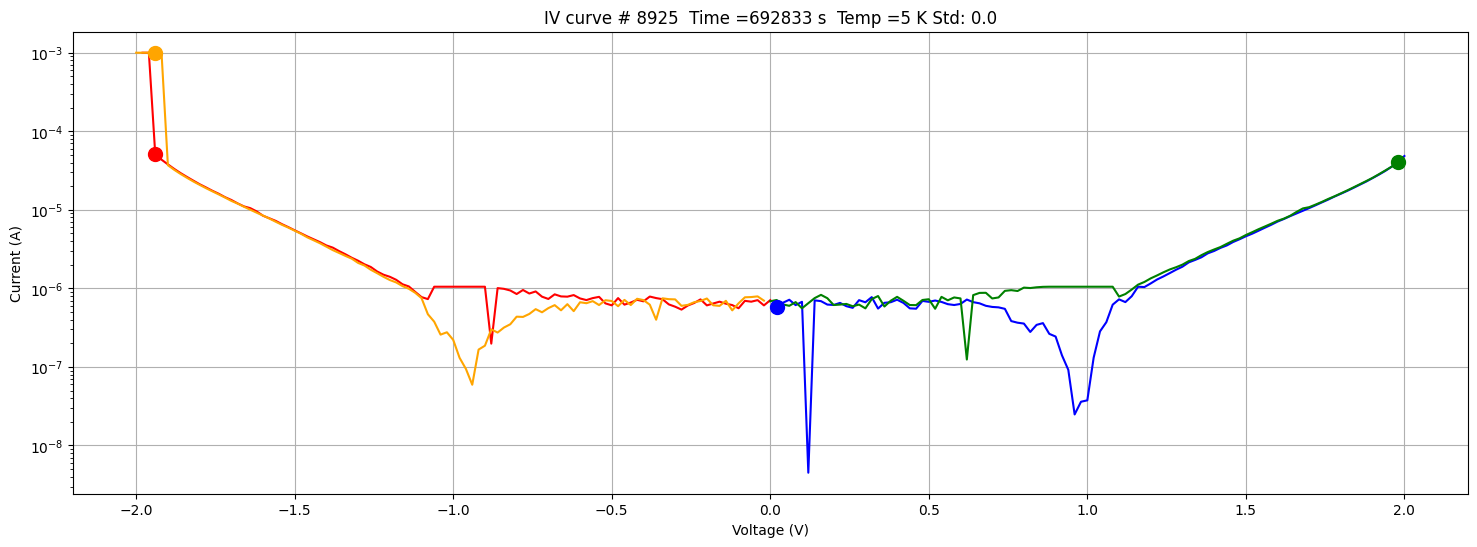 IV curve # 8925  Time =692833 s  Temp =5 K Std: 0.0
10⁻³
10⁻⁴
10⁻⁵
10⁻⁶
10⁻⁷
10⁻⁸
Current (A)
−2.0 −1.5 −1.0 −0.5 0.0 0.5 1.0 1.5 2.0
Voltage (V)